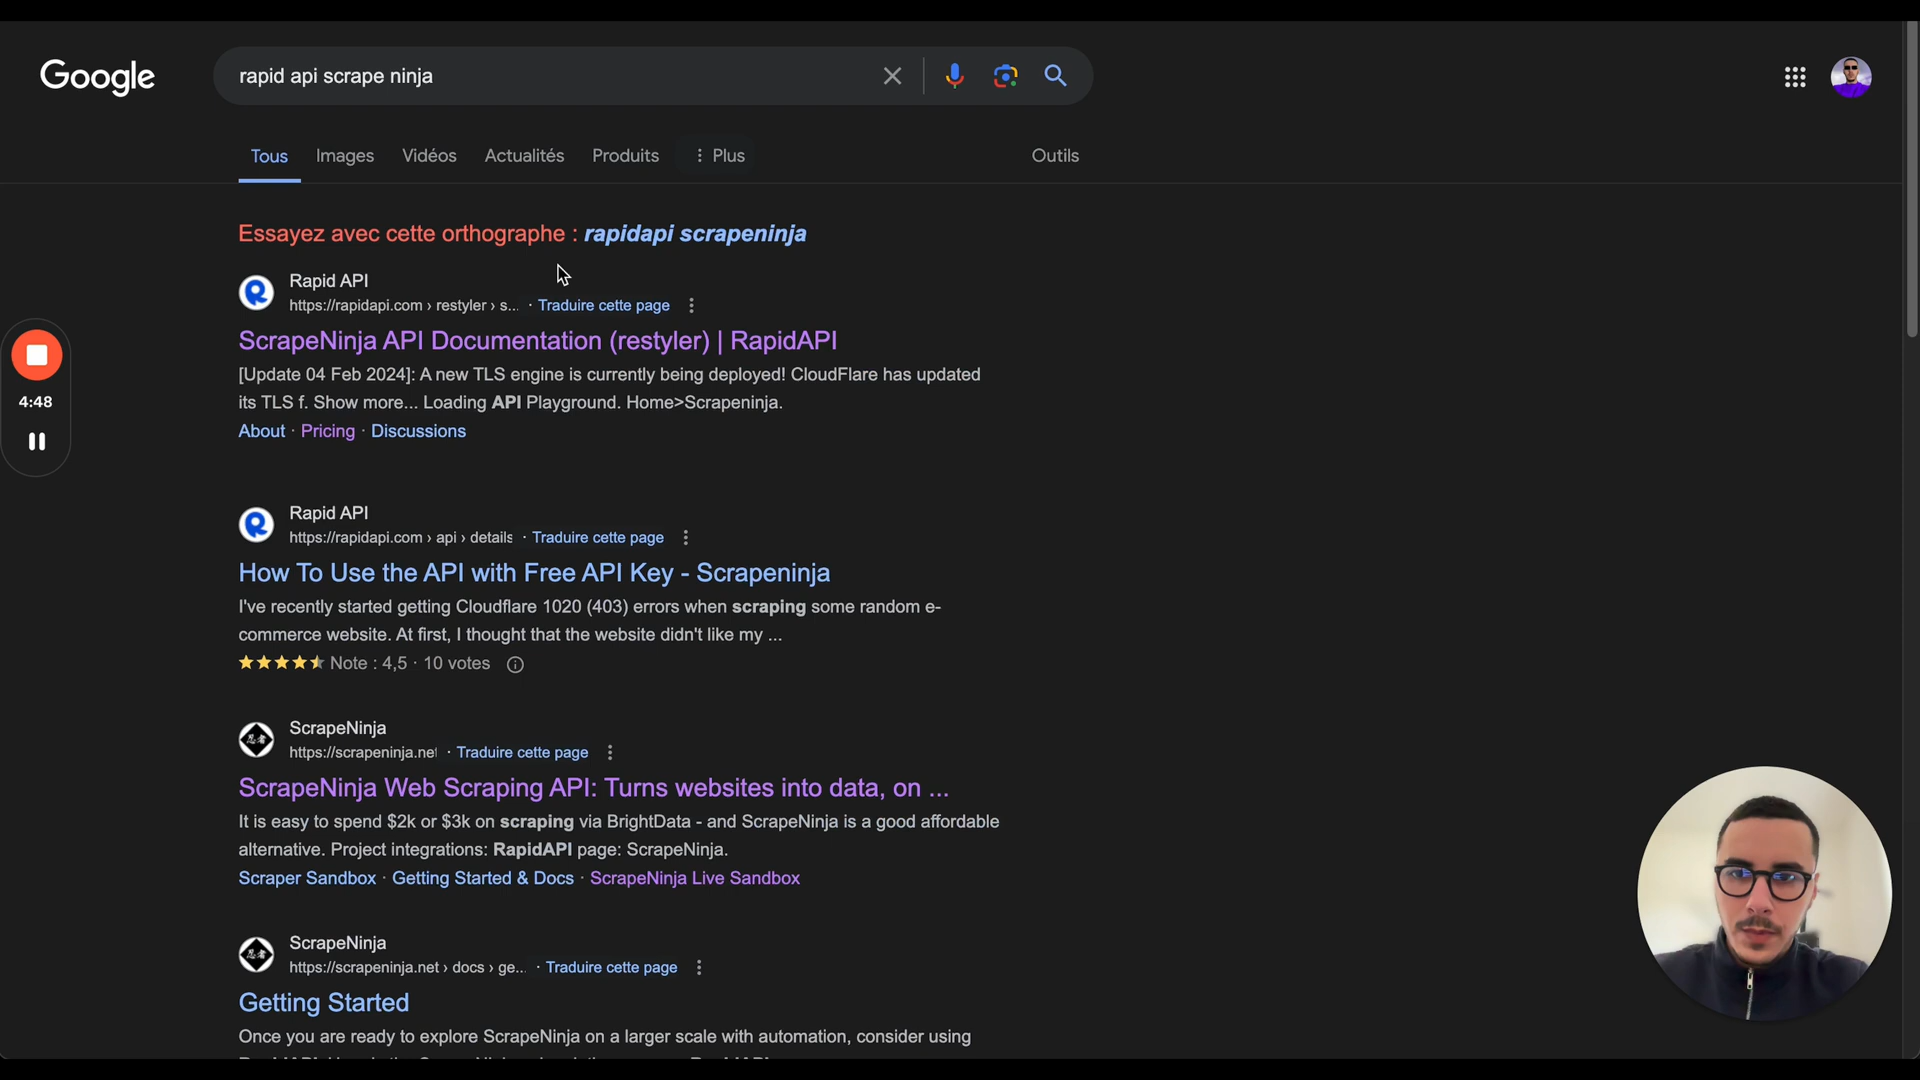 Google
rapid api scrape ninja
Tous Images Vidéos Actualités Produits ⋮ Plus Outils
Essayez avec cette orthographe : rapidapi scrapeninja
Rapid API
https://rapidapi.com › restyler › s... · Traduire cette page
ScrapeNinja API Documentation (restyler) | RapidAPI
[Update 04 Feb 2024]: A new TLS engine is currently being deployed! CloudFlare has updated
its TLS f. Show more... Loading API Playground. Home>Scrapeninja.
About · Pricing · Discussions
4:48
Rapid API
https://rapidapi.com › api › details · Traduire cette page
How To Use the API with Free API Key - Scrapeninja
I've recently started getting Cloudflare 1020 (403) errors when scraping some random e-
commerce website. At first, I thought that the website didn't like my ...
Note : 4,5 · 10 votes
ScrapeNinja
https://scrapeninja.net · Traduire cette page
ScrapeNinja Web Scraping API: Turns websites into data, on ...
It is easy to spend $2k or $3k on scraping via BrightData - and ScrapeNinja is a good affordable
alternative. Project integrations: RapidAPI page: ScrapeNinja.
Scraper Sandbox · Getting Started & Docs · ScrapeNinja Live Sandbox
ScrapeNinja
https://scrapeninja.net › docs › ge... · Traduire cette page
Getting Started
Once you are ready to explore ScrapeNinja on a larger scale with automation, consider using